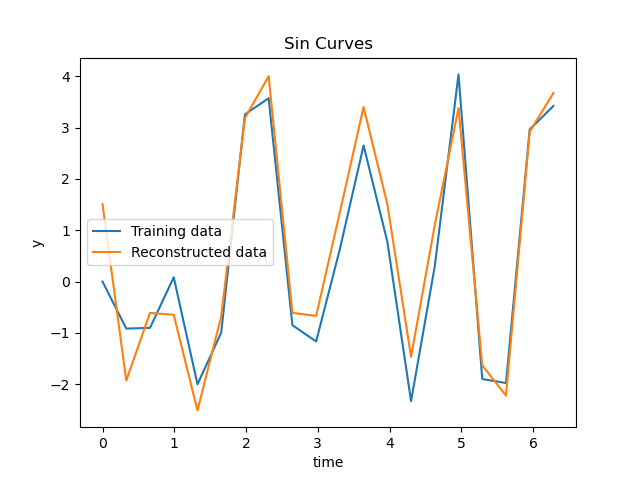 Sin Curves
4
3
2
1
0
−1
−2
y
Training data
Reconstructed data
0 1 2 3 4 5 6
time